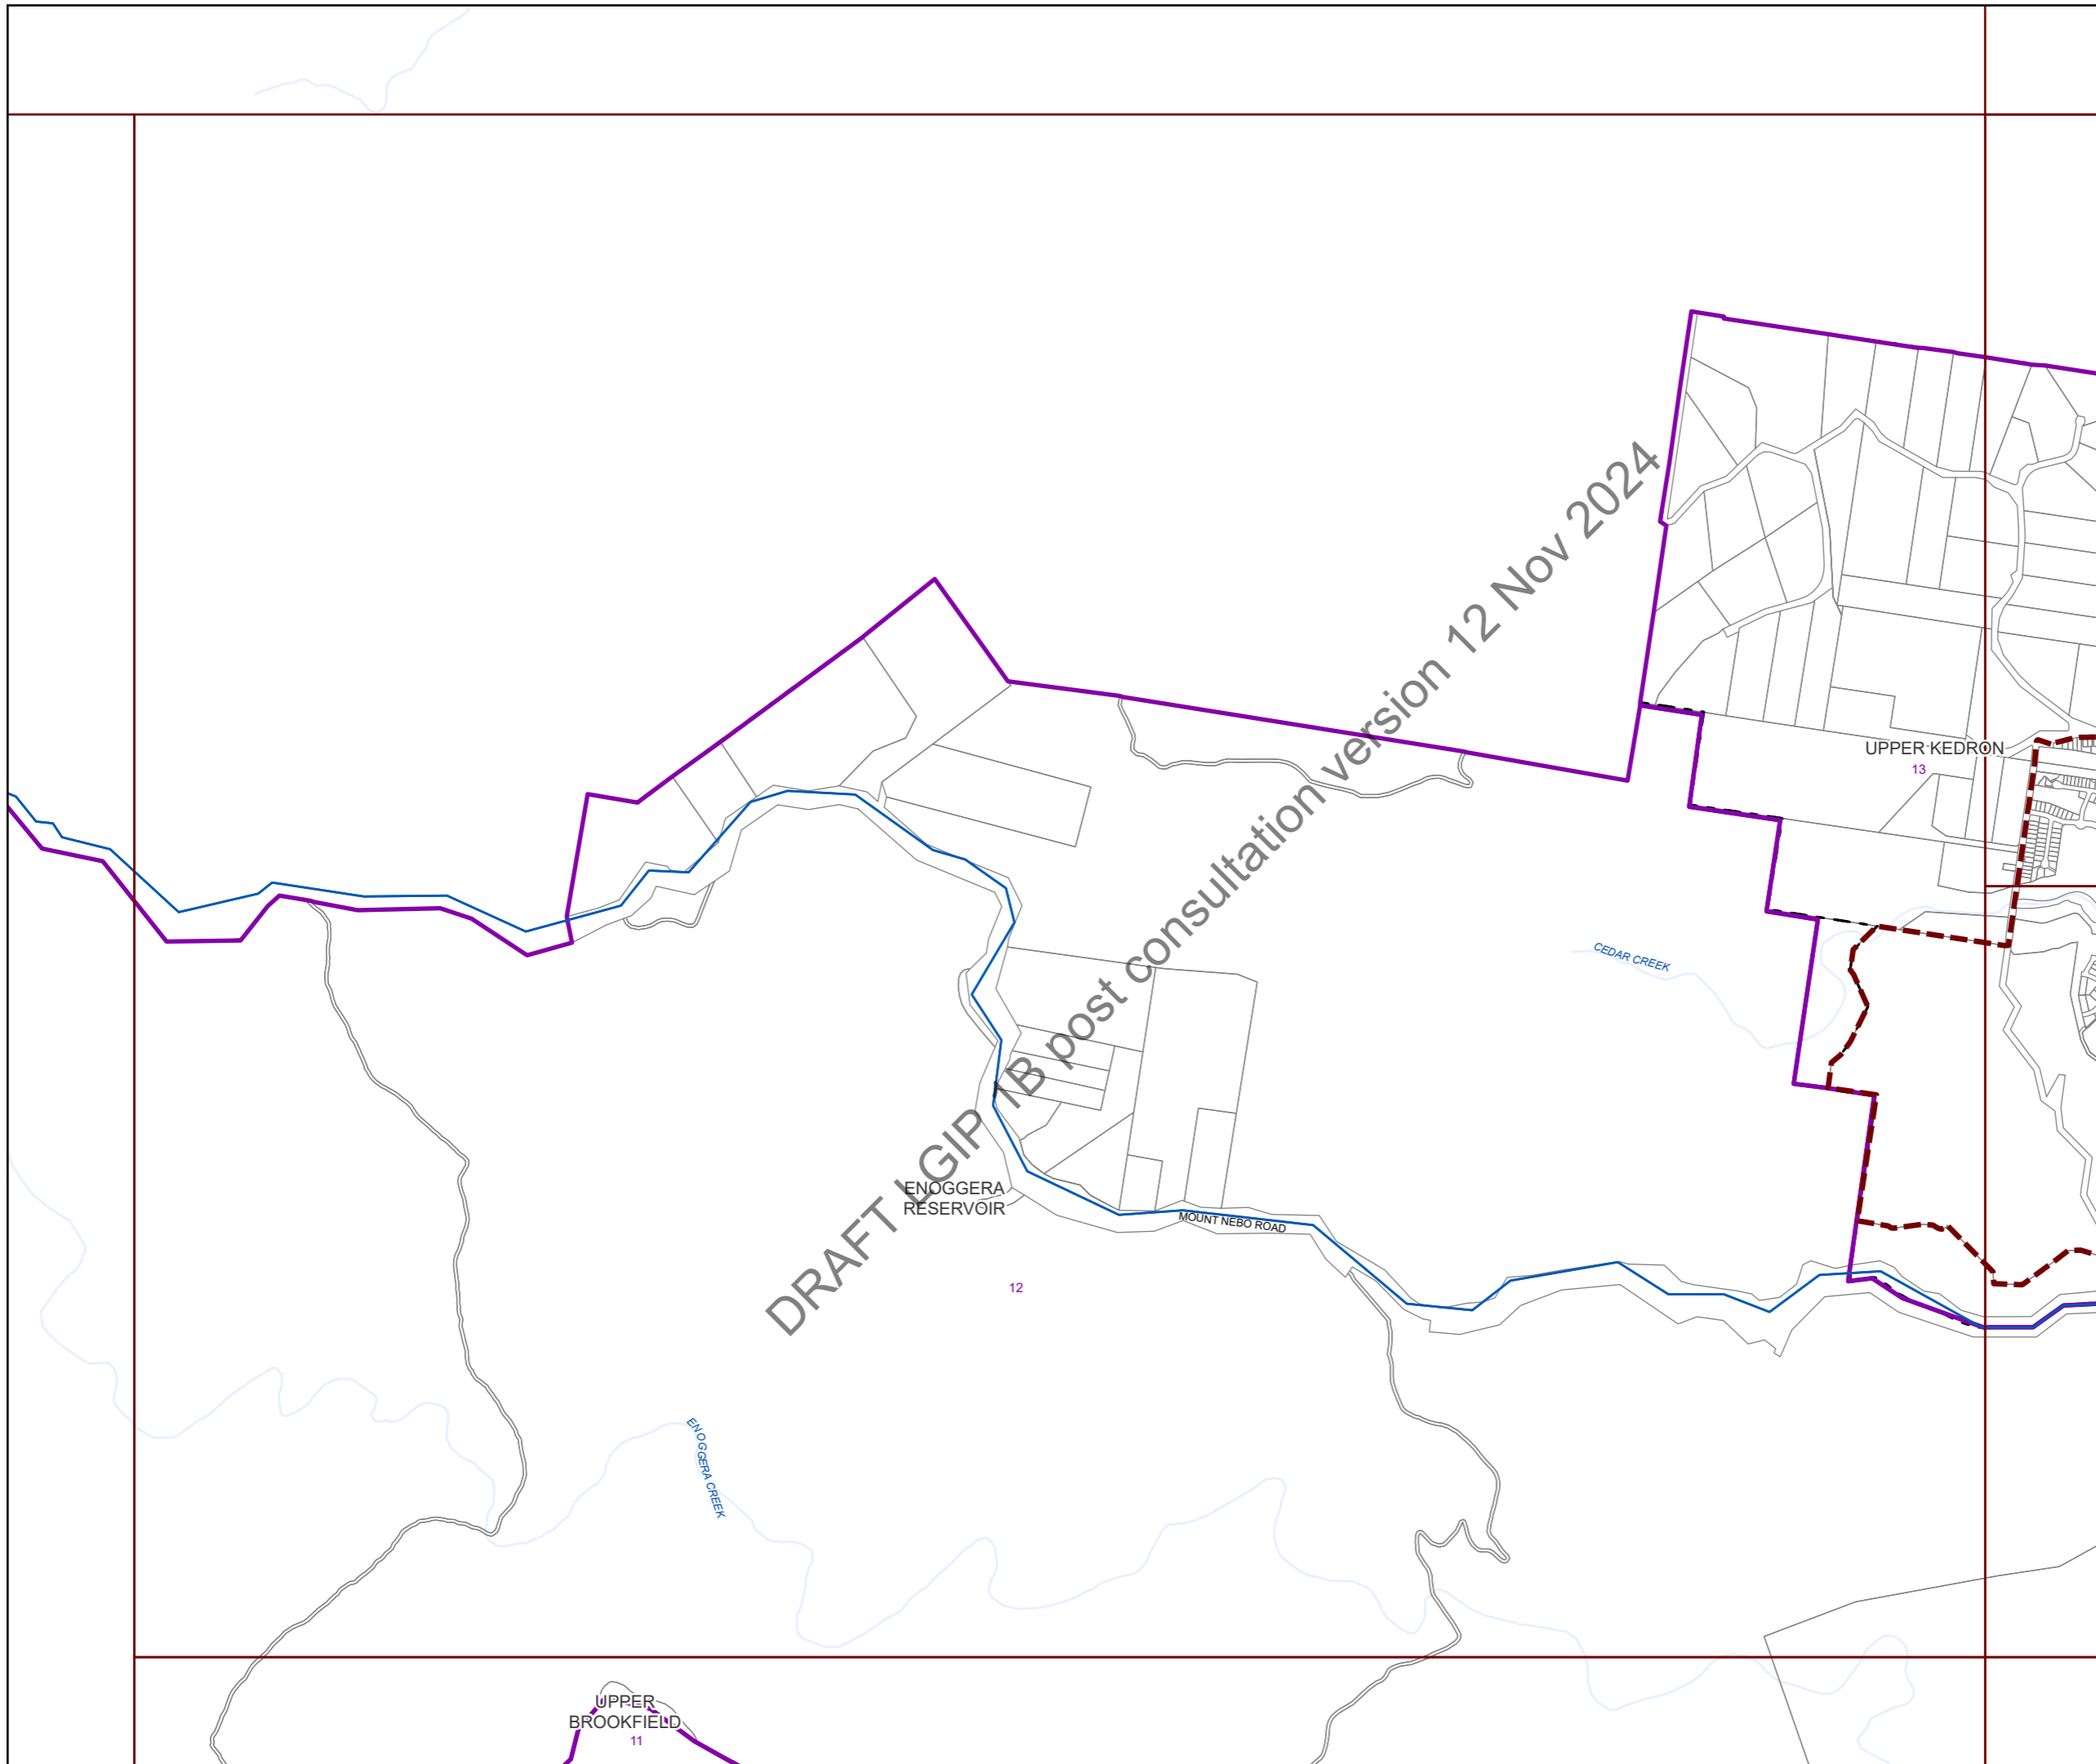 DRAFT LGIP 1B post consultation version 12 Nov 2024
UPPER KEDRON
13
CEDAR CREEK
ENOGGERA
RESERVOIR
MOUNT NEBO ROAD
12
ENOGGERA CREEK
UPPER
BROOKFIELD
11